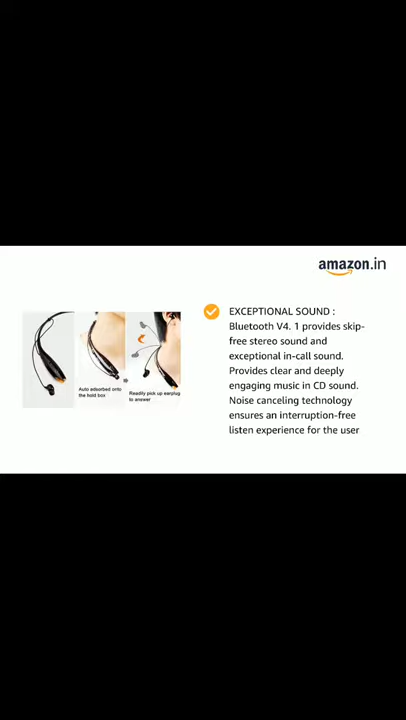 amazon.in
EXCEPTIONAL SOUND :
Bluetooth V4. 1 provides skip-
free stereo sound and
exceptional in-call sound.
Provides clear and deeply
engaging music in CD sound.
Noise canceling technology
ensures an interruption-free
listen experience for the user
Auto adsorbed onto
the hold box
Readily pick up earplug
to answer